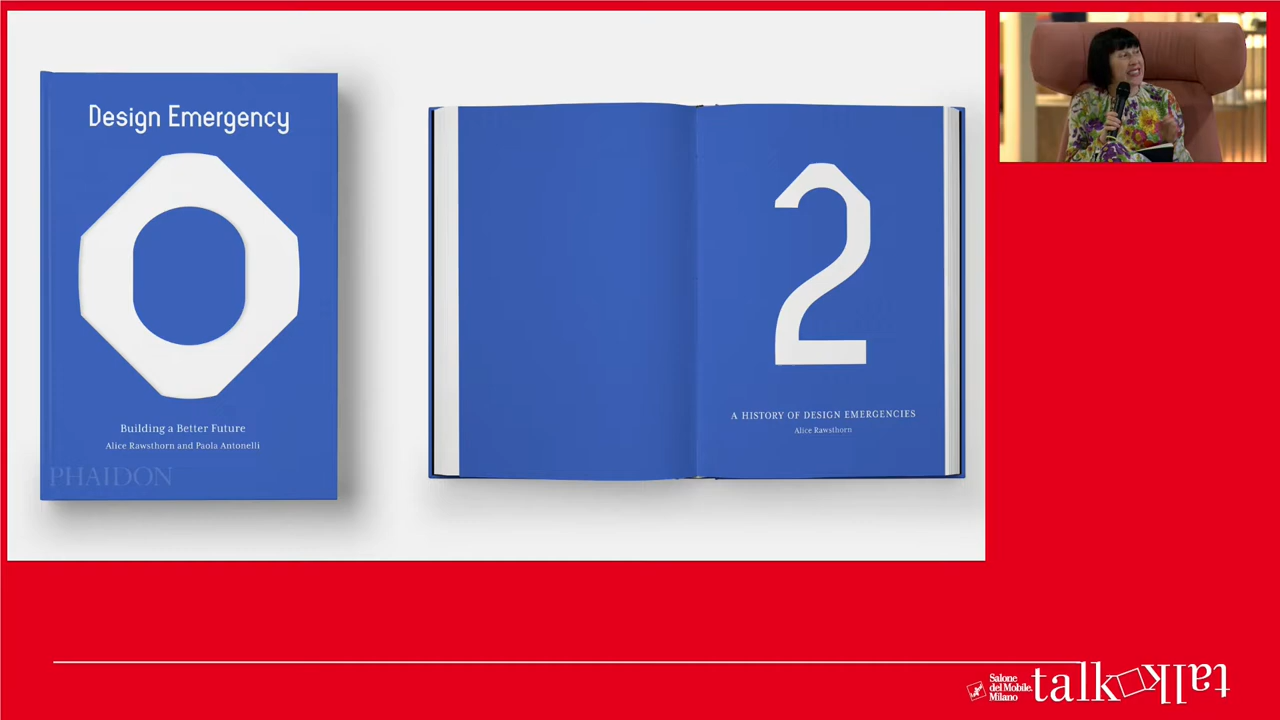 Design Emergency
Building a Better Future
Alice Rawsthorn and Paola Antonelli
PHAIDON
2
A HISTORY OF DESIGN EMERGENCIES
Alice Rawsthorn
Salone
del Mobile.
Milano
talk talk